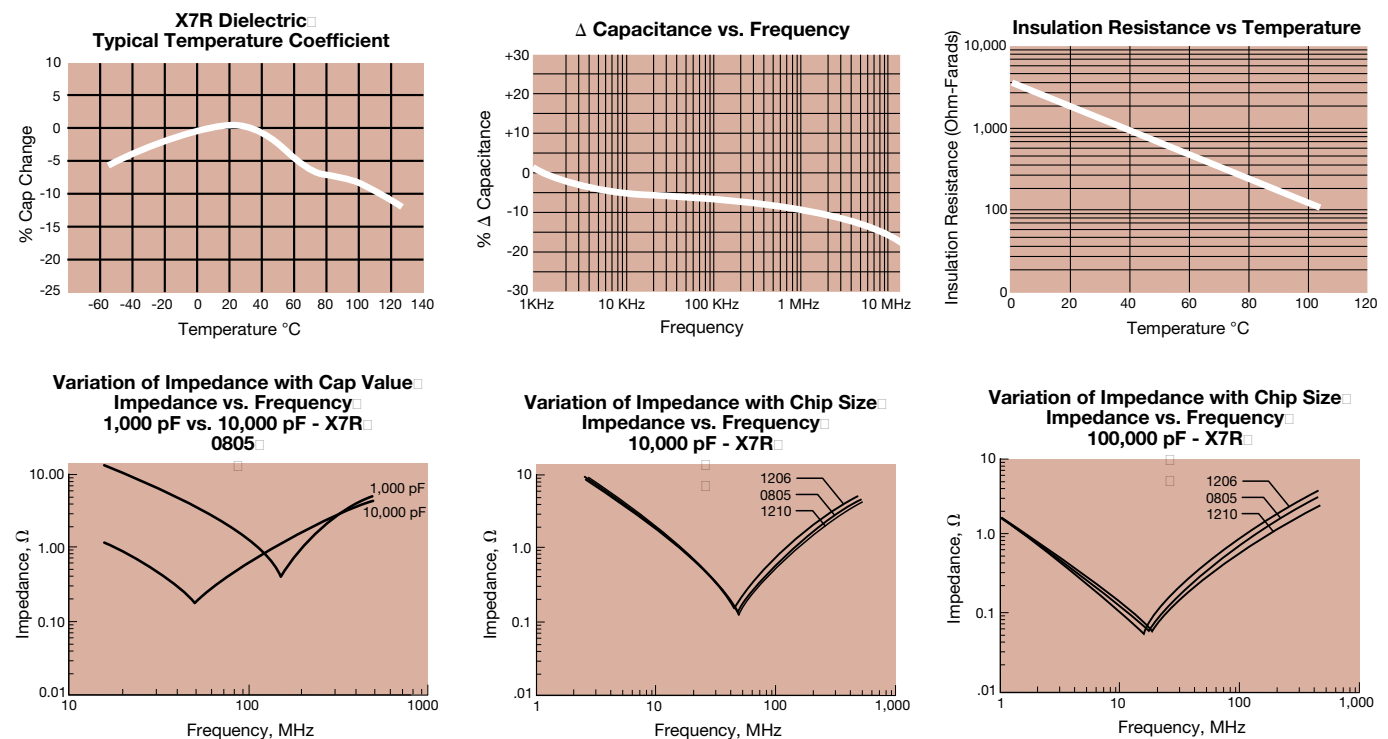 X7R Dielectric
Typical Temperature Coefficient
% Cap Change
10
5
0
-5
-10
-15
-20
-25
-60 -40 -20 0 20 40 60 80 100 120 140
Temperature °C
Δ Capacitance vs. Frequency
% Δ Capacitance
+30
+20
+10
0
-10
-20
-30
1KHz 10 KHz 100 KHz 1 MHz 10 MHz
Frequency
Insulation Resistance vs Temperature
Insulation Resistance (Ohm-Farads)
10,000
1,000
100
0
0 20 40 60 80 100 120
Temperature °C
Variation of Impedance with Cap Value
Impedance vs. Frequency
1,000 pF vs. 10,000 pF - X7R
0805
Impedance, Ω
10.00
1.00
0.10
0.01
1,000 pF
10,000 pF
10 100 1000
Frequency, MHz
Variation of Impedance with Chip Size
Impedance vs. Frequency
10,000 pF - X7R
Impedance, Ω
10
1.0
0.1
.01
1206
0805
1210
1 10 100 1,000
Frequency, MHz
Variation of Impedance with Chip Size
Impedance vs. Frequency
100,000 pF - X7R
Impedance, Ω
10
1.0
0.1
.01
1206
0805
1210
1 10 100 1,000
Frequency, MHz